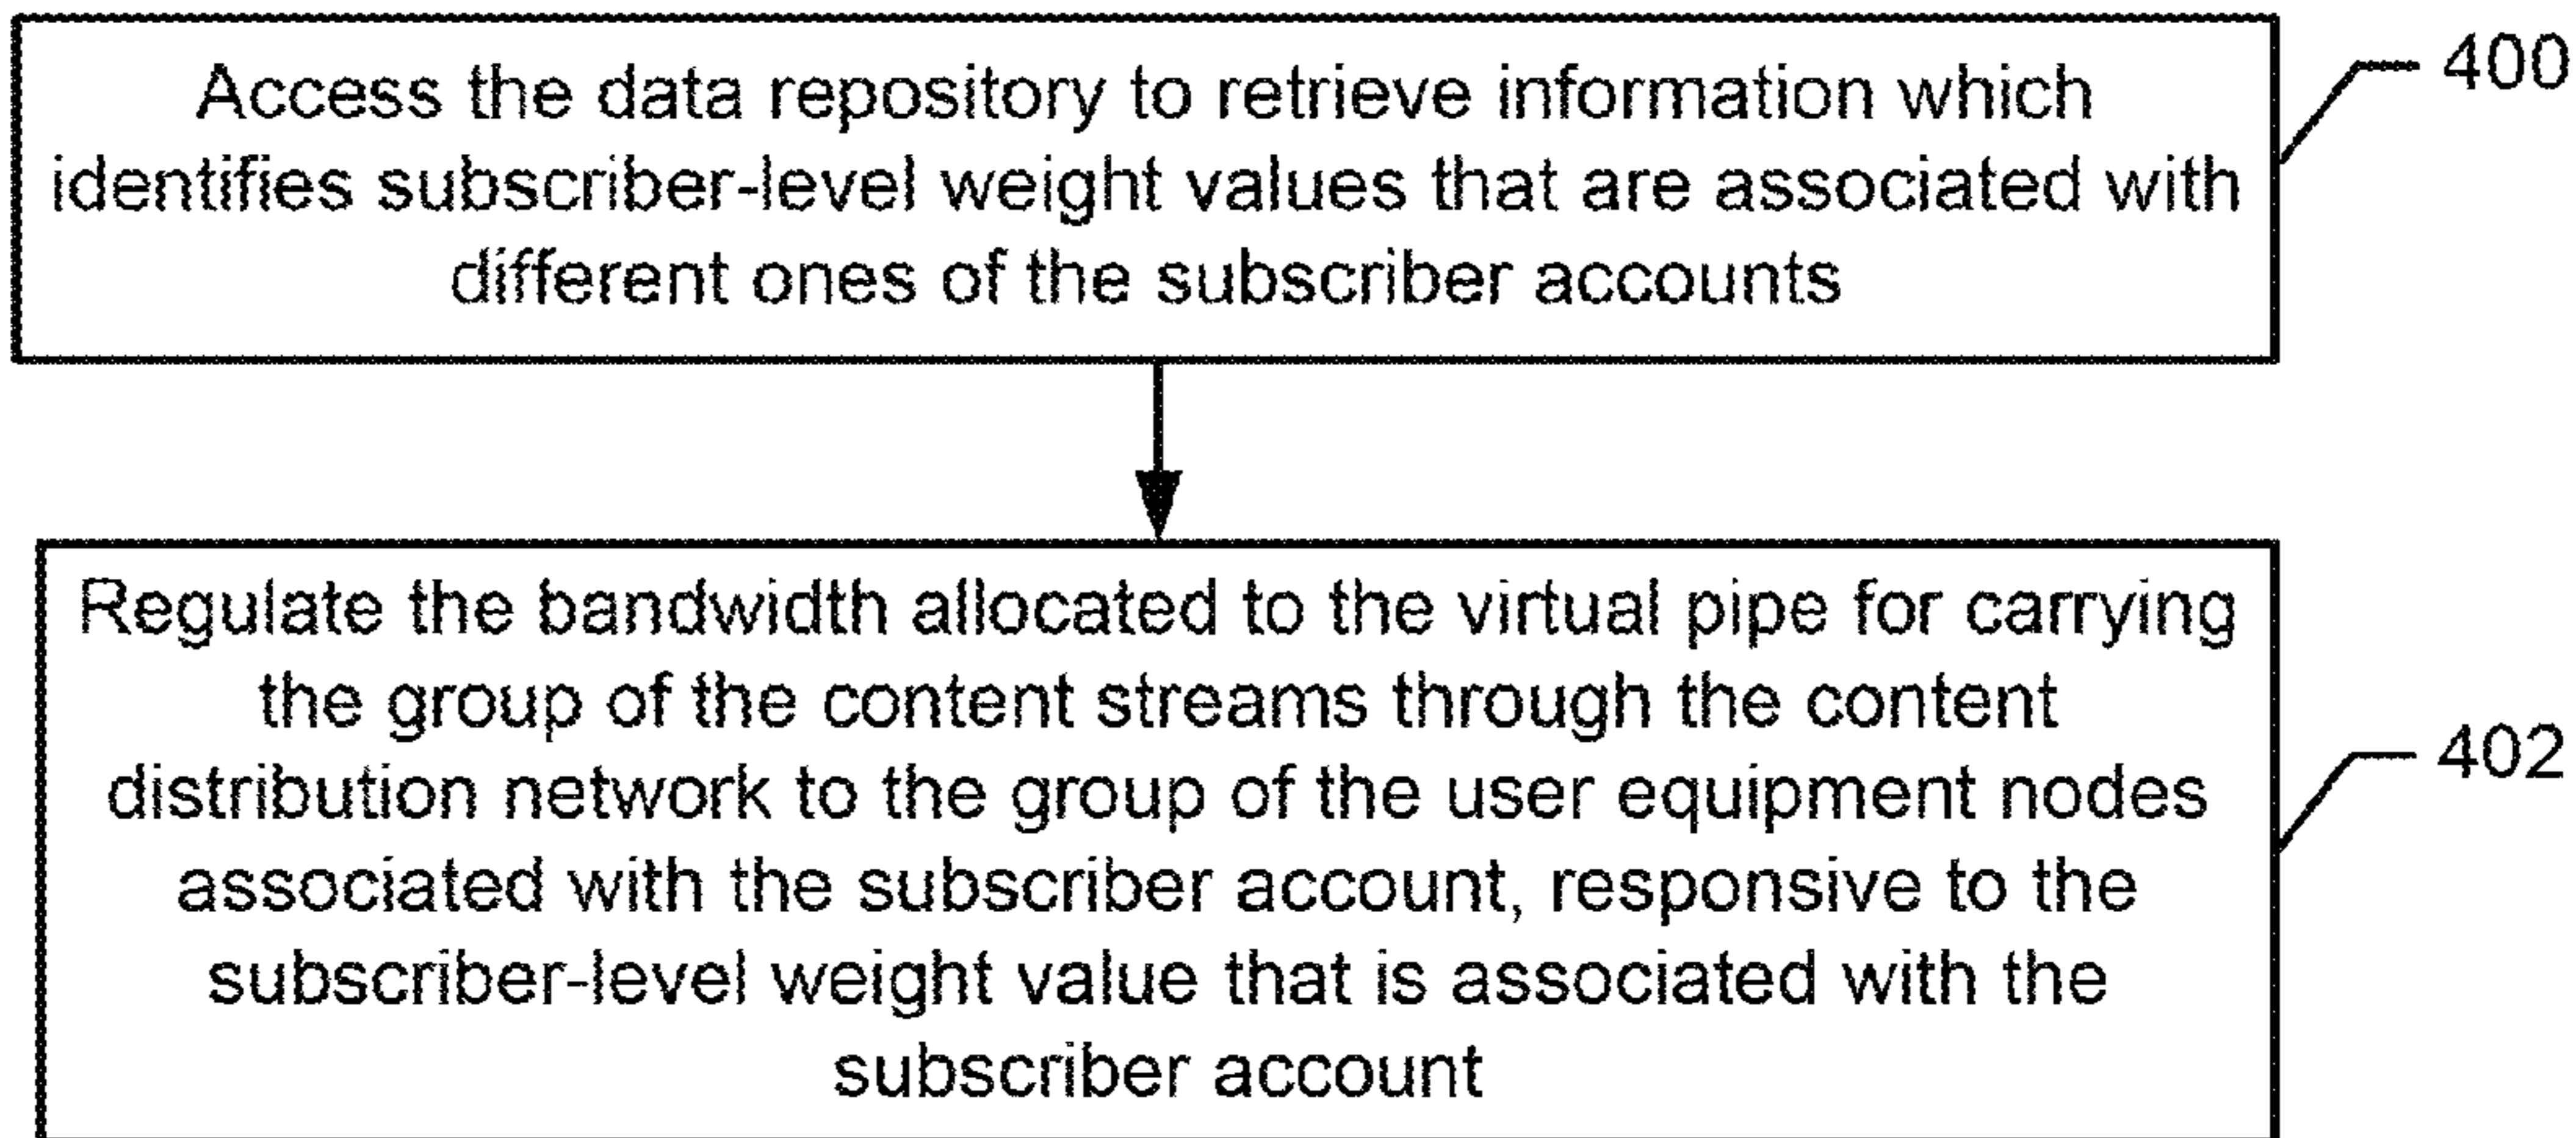 Access the data repository to retrieve information which
identifies subscriber-level weight values that are associated with
different ones of the subscriber accounts
400
Regulate the bandwidth allocated to the virtual pipe for carrying
the group of the content streams through the content
distribution network to the group of the user equipment nodes
associated with the subscriber account, responsive to the
subscriber-level weight value that is associated with the
subscriber account
402